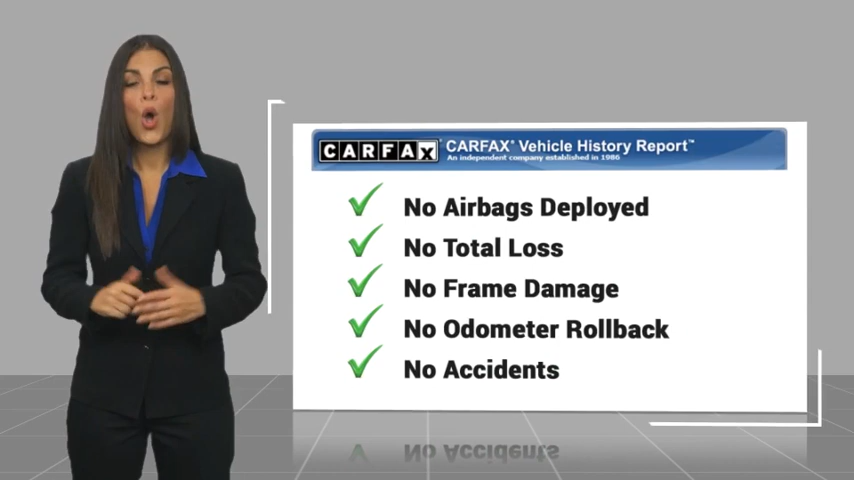 CARFAX CARFAX® Vehicle History Report™
An independent company established in 1986
No Airbags Deployed
No Total Loss
No Frame Damage
No Odometer Rollback
No Accidents
No Accidents